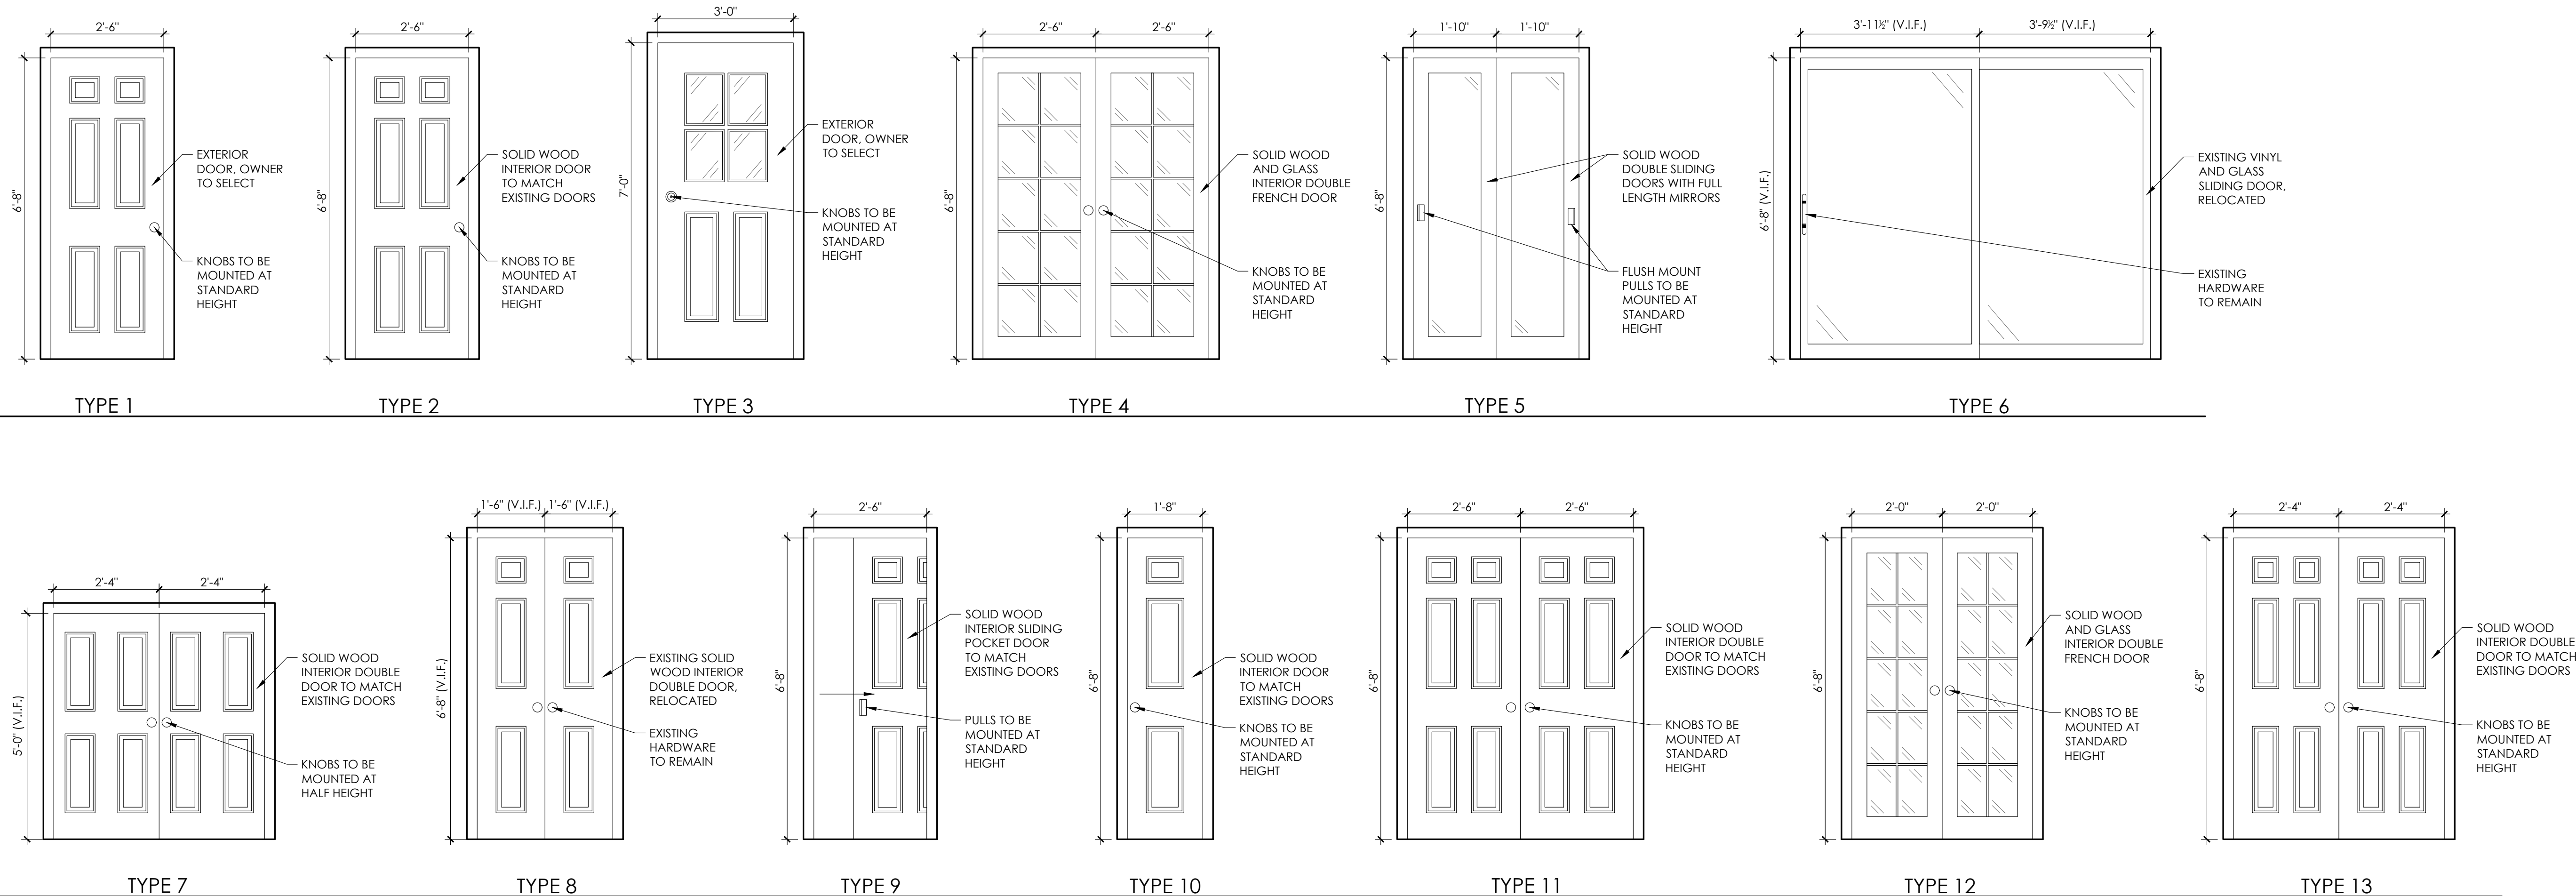 2'-6"
6'-8"
EXTERIOR
DOOR, OWNER
TO SELECT
KNOBS TO BE
MOUNTED AT
STANDARD
HEIGHT
TYPE 1
2'-6"
6'-8"
SOLID WOOD
INTERIOR DOOR
TO MATCH
EXISTING DOORS
KNOBS TO BE
MOUNTED AT
STANDARD
HEIGHT
TYPE 2
3'-0"
7'-0"
EXTERIOR
DOOR, OWNER
TO SELECT
KNOBS TO BE
MOUNTED AT
STANDARD
HEIGHT
TYPE 3
2'-6" 2'-6"
6'-8"
SOLID WOOD
AND GLASS
INTERIOR DOUBLE
FRENCH DOOR
KNOBS TO BE
MOUNTED AT
STANDARD
HEIGHT
TYPE 4
1'-10" 1'-10"
6'-8"
SOLID WOOD
DOUBLE SLIDING
DOORS WITH FULL
LENGTH MIRRORS
FLUSH MOUNT
PULLS TO BE
MOUNTED AT
STANDARD
HEIGHT
TYPE 5
3'-11½" (V.I.F.) 3'-9½" (V.I.F.)
6'-8" (V.I.F.)
EXISTING VINYL
AND GLASS
SLIDING DOOR,
RELOCATED
EXISTING
HARDWARE
TO REMAIN
TYPE 6
2'-4" 2'-4"
5'-0" (V.I.F.)
SOLID WOOD
INTERIOR DOUBLE
DOOR TO MATCH
EXISTING DOORS
KNOBS TO BE
MOUNTED AT
HALF HEIGHT
TYPE 7
1'-6" (V.I.F.) 1'-6" (V.I.F.)
6'-8" (V.I.F.)
EXISTING SOLID
WOOD INTERIOR
DOUBLE DOOR,
RELOCATED
EXISTING
HARDWARE
TO REMAIN
TYPE 8
2'-6"
6'-8"
SOLID WOOD
INTERIOR SLIDING
POCKET DOOR
TO MATCH
EXISTING DOORS
PULLS TO BE
MOUNTED AT
STANDARD
HEIGHT
TYPE 9
1'-8"
6'-8"
SOLID WOOD
INTERIOR DOOR
TO MATCH
EXISTING DOORS
KNOBS TO BE
MOUNTED AT
STANDARD
HEIGHT
TYPE 10
2'-6" 2'-6"
6'-8"
SOLID WOOD
INTERIOR DOUBLE
DOOR TO MATCH
EXISTING DOORS
KNOBS TO BE
MOUNTED AT
STANDARD
HEIGHT
TYPE 11
2'-0" 2'-0"
6'-8"
SOLID WOOD
AND GLASS
INTERIOR DOUBLE
FRENCH DOOR
KNOBS TO BE
MOUNTED AT
STANDARD
HEIGHT
TYPE 12
2'-4" 2'-4"
6'-8"
SOLID WOOD
INTERIOR DOUBLE
DOOR TO MATCH
EXISTING DOORS
KNOBS TO BE
MOUNTED AT
STANDARD
HEIGHT
TYPE 13